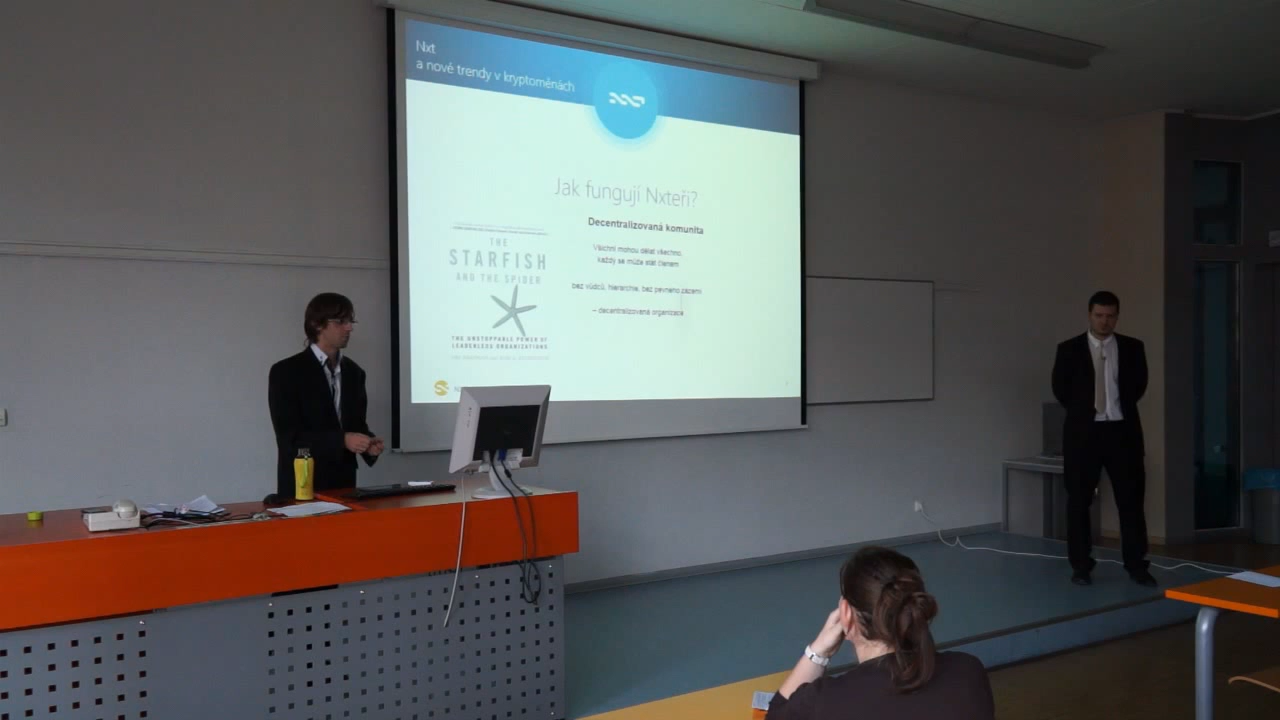 Nxt
a nové trendy v kryptoměnách
Jak fungují Nxteři?
Decentralizovaná komunita
Všichni mohou dělat všechno,
každý se může stát členem
bez vůdců, hierarchie, bez pevného zázemí
– decentralizovaná organizace
THE
STARFISH
AND THE SPIDER
THE UNSTOPPABLE POWER OF
LEADERLESS ORGANIZATIONS